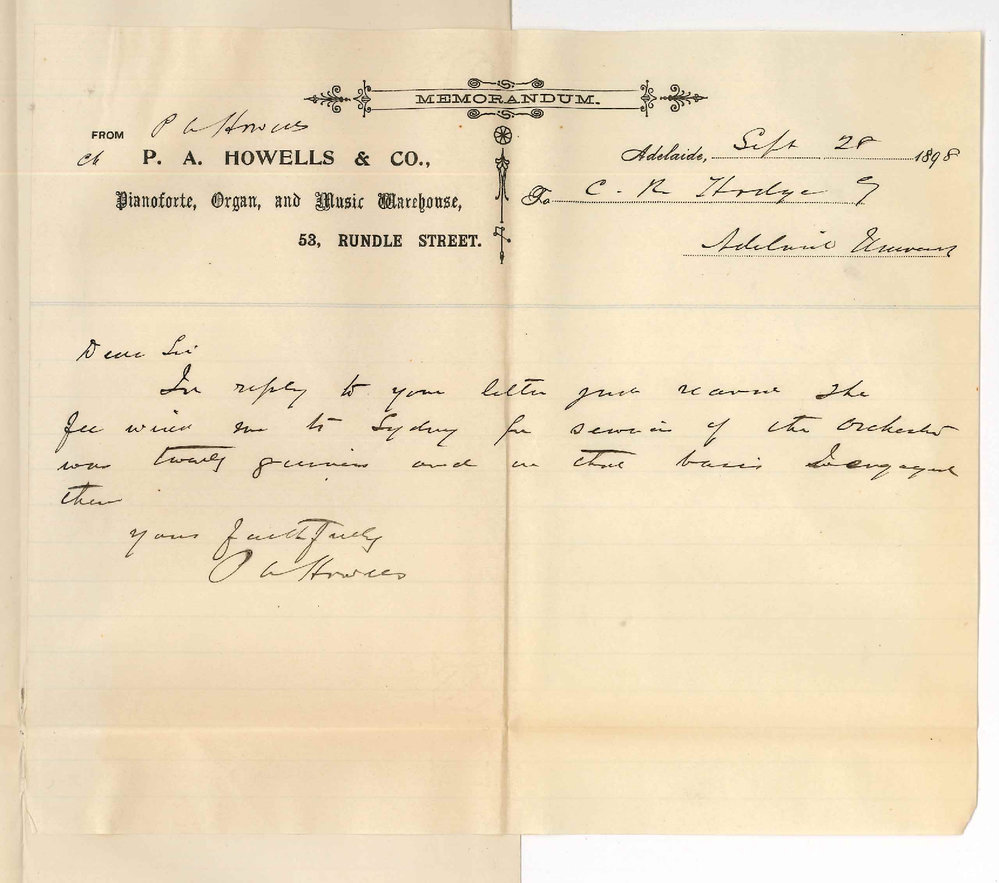 MEMORANDUM.
FROM P A Howells
C/o P. A. HOWELLS & CO.,
Pianoforte, Organ, and Music Warehouse,
53, RUNDLE STREET.
Adelaide, Sept 28 1898
To C. R. Hodge
Adelaide University
Dear Sir
In reply to your letter just received The
fee wired me to Sydney for services of the Orchestra
was twenty guineas and on that basis I engaged
them
yours faithfully
P A Howells